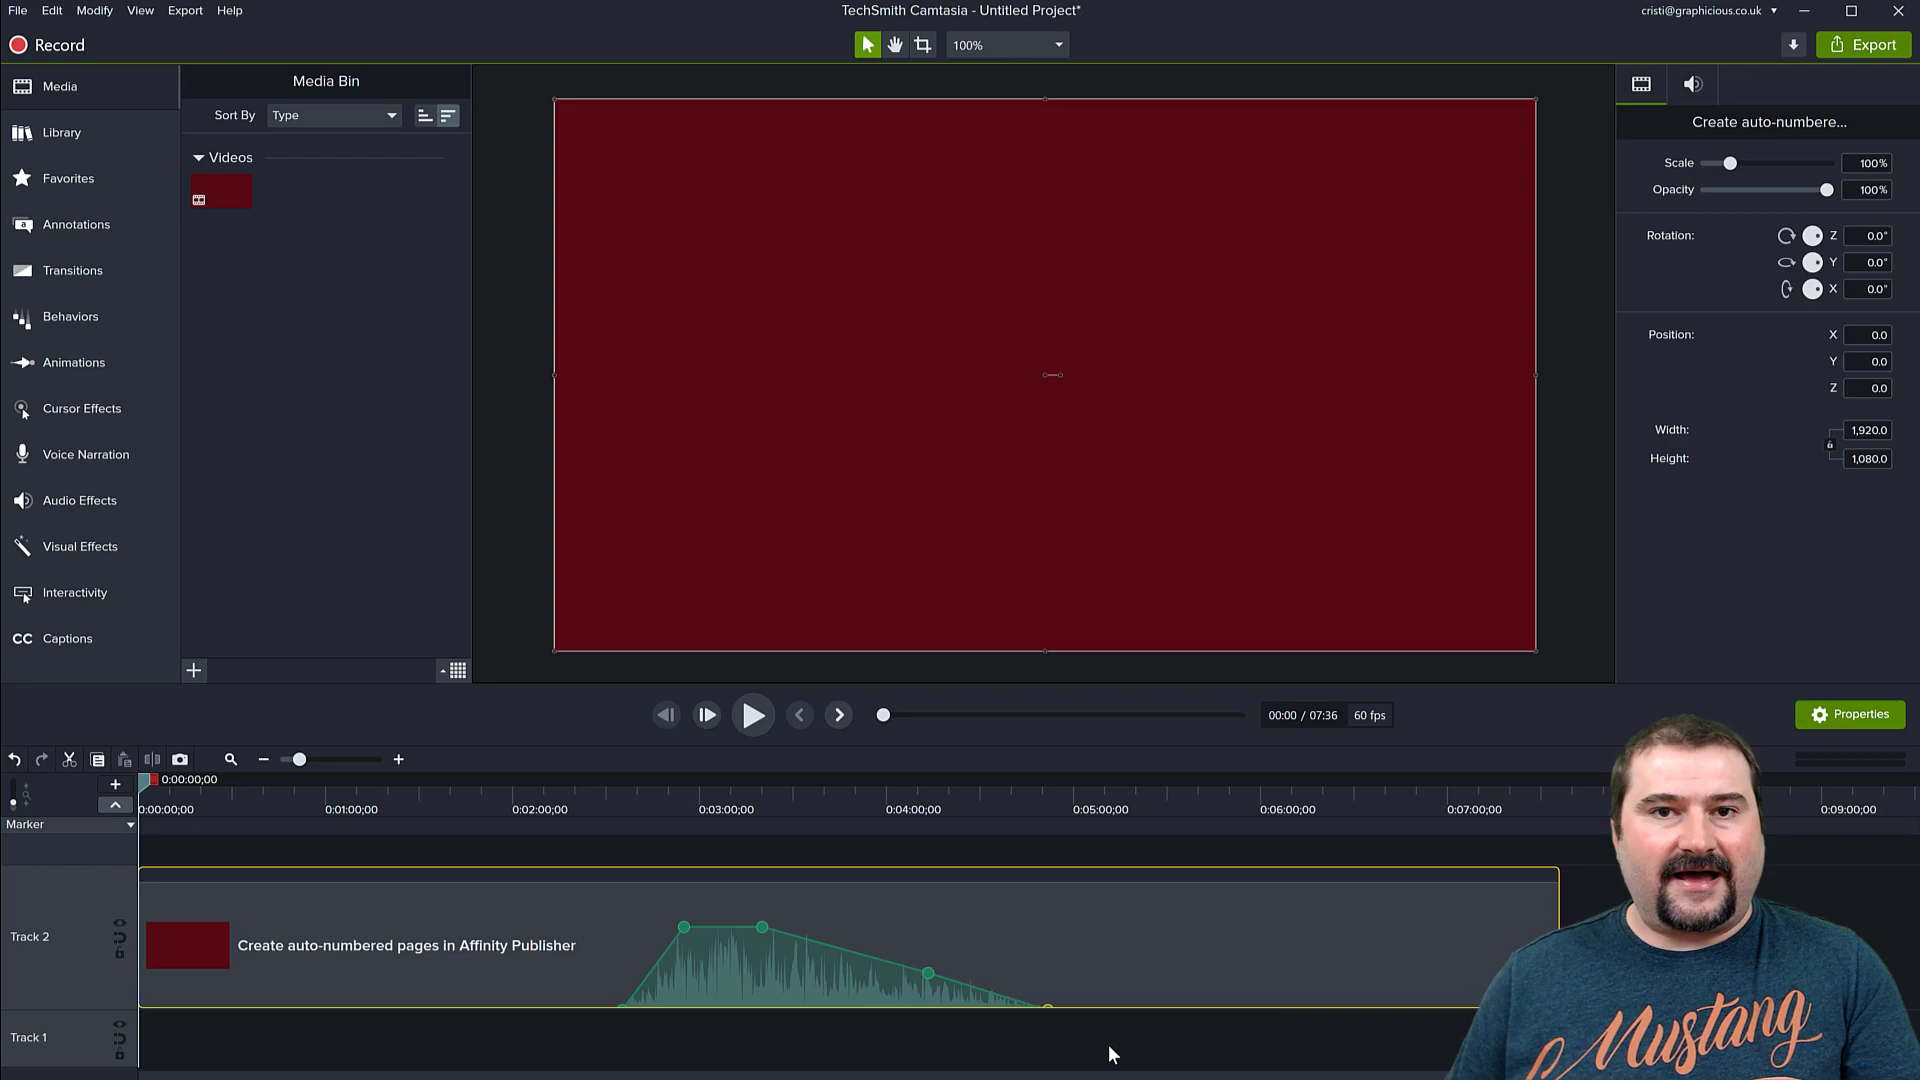 File Edit Modify View Export Help
TechSmith Camtasia - Untitled Project*
cristi@graphicious.co.uk
Record
100%
Export
Media
Library
Favorites
Annotations
Transitions
Behaviors
Animations
Cursor Effects
Voice Narration
Audio Effects
Visual Effects
Interactivity
CC Captions
Media Bin
Sort By Type
Videos
Create auto-numbere...
Scale 100%
Opacity 100%
Rotation: Z 0.0°
Y 0.0°
X 0.0°
Position: X 0.0
Y 0.0
Z 0.0
Width: 1,920.0
Height: 1,080.0
00:00 / 07:36 60 fps
Properties
0:00:00;00
0:00:00;00 0:01:00;00 0:02:00;00 0:03:00;00 0:04:00;00 0:05:00;00 0:06:00;00 0:07:00;00 0:09:00;00
Marker
Track 2
Create auto-numbered pages in Affinity Publisher
Track 1
Mustang